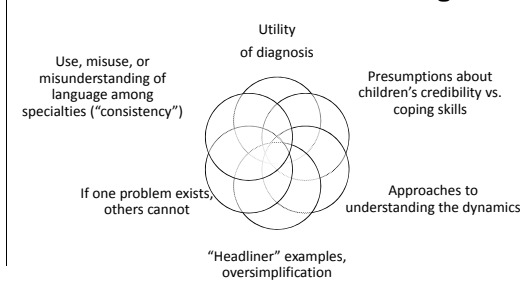 Utility
of diagnosis
Use, misuse, or
misunderstanding of
language among
specialties (“consistency”)
Presumptions about
children’s credibility vs.
coping skills
If one problem exists,
others cannot
Approaches to
understanding the dynamics
“Headliner” examples,
oversimplification